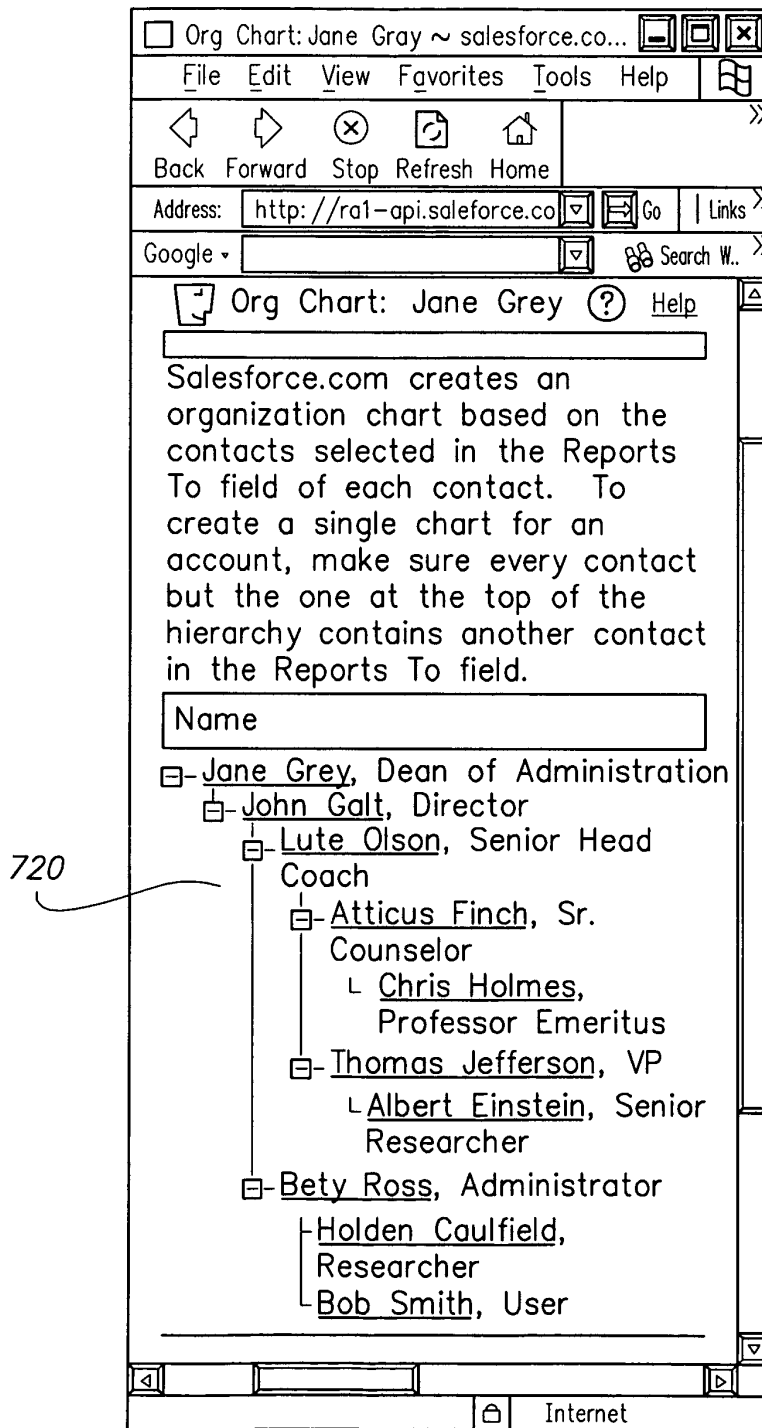 Org Chart: Jane Gray ~ salesforce.co...
File Edit View Favorites Tools Help
Back Forward Stop Refresh Home
Address: http://ra1-api.saleforce.co Go Links
Google Search W..
Org Chart: Jane Grey ? Help
Salesforce.com creates an
organization chart based on the
contacts selected in the Reports
To field of each contact. To
create a single chart for an
account, make sure every contact
but the one at the top of the
hierarchy contains another contact
in the Reports To field.
Name
Jane Grey, Dean of Administration
John Galt, Director
Lute Olson, Senior Head
Coach
720
Atticus Finch, Sr.
Counselor
Chris Holmes,
Professor Emeritus
Thomas Jefferson, VP
Albert Einstein, Senior
Researcher
Bety Ross, Administrator
Holden Caulfield,
Researcher
Bob Smith, User
Internet